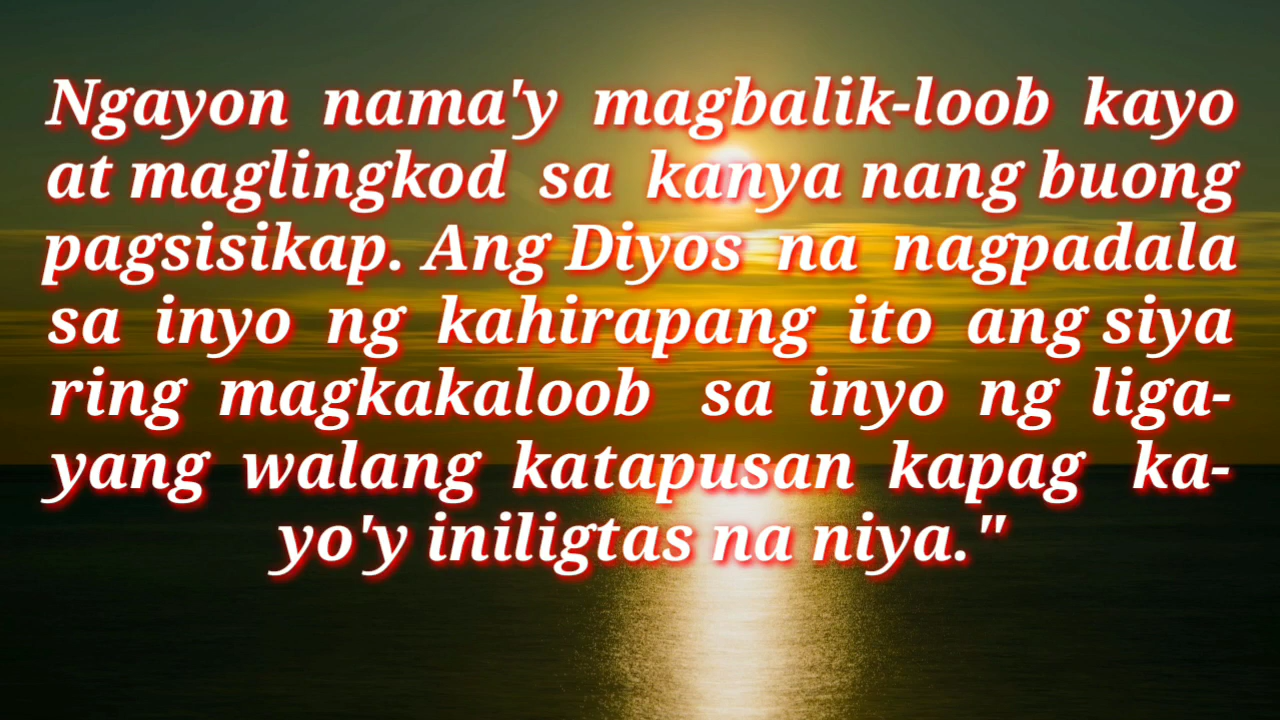 Ngayon nama'y magbalik-loob kayo
at maglingkod sa kanya nang buong
pagsisikap. Ang Diyos na nagpadala
sa inyo ng kahirapang ito ang siya
ring magkakaloob sa inyo ng liga-
yang walang katapusan kapag ka-
yo'y iniligtas na niya."